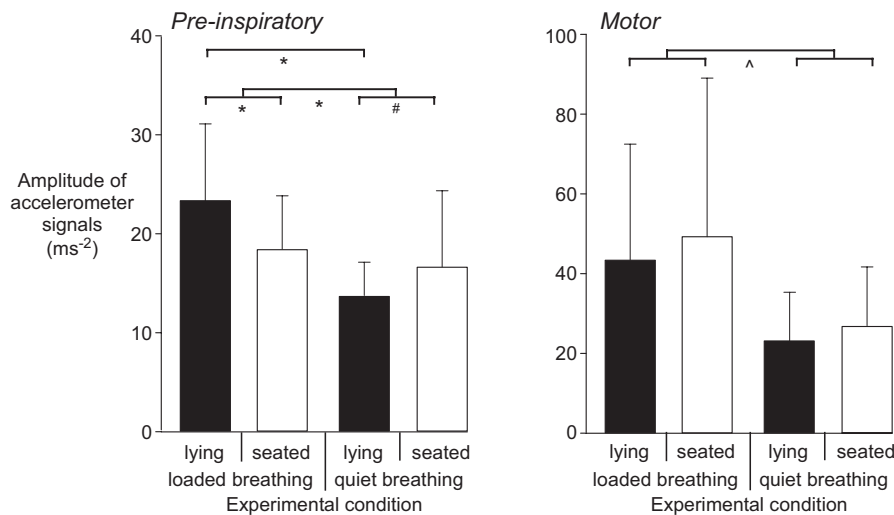 Pre-inspiratory
40
30
20
10
0
*
*
*
#
Amplitude of
accelerometer
signals
(ms-2)
lying seated lying seated
loaded breathing quiet breathing
Experimental condition
Motor
100
80
60
40
20
0
^
lying seated lying seated
loaded breathing quiet breathing
Experimental condition